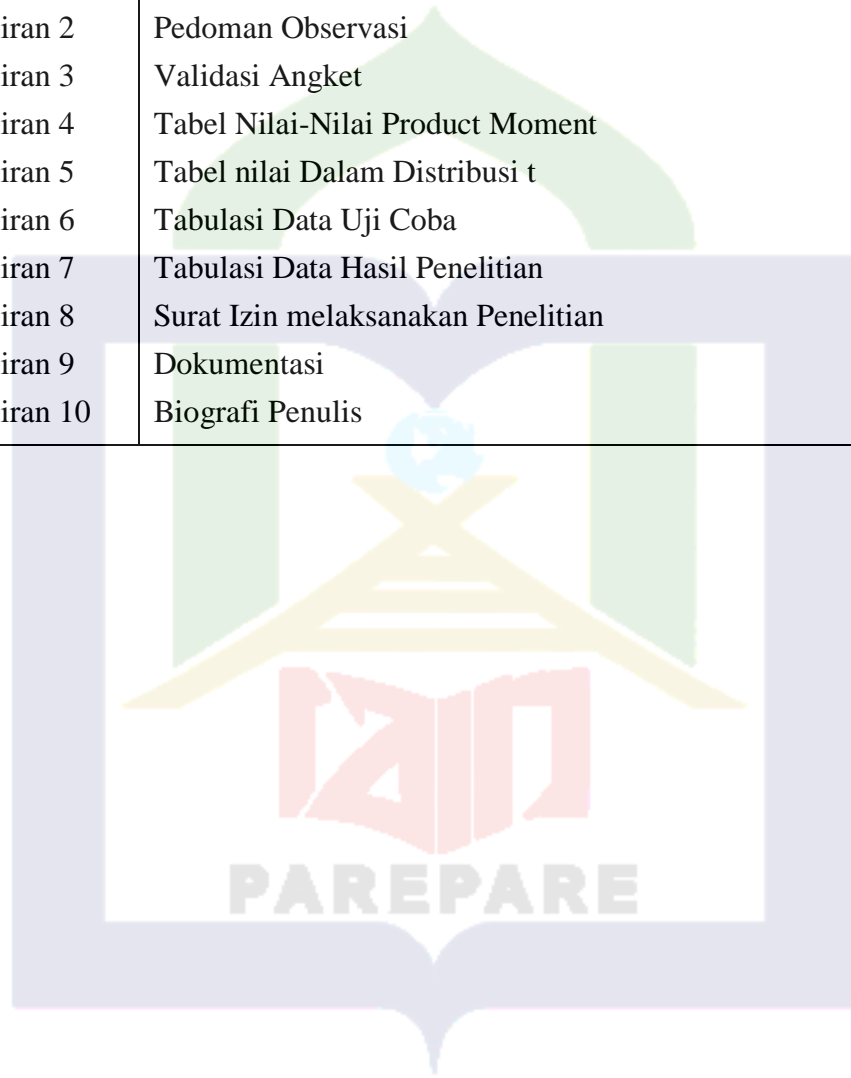 iran 2 Pedoman Observasi
iran 3 Validasi Angket
iran 4 Tabel Nilai-Nilai Product Moment
iran 5 Tabel nilai Dalam Distribusi t
iran 6 Tabulasi Data Uji Coba
iran 7 Tabulasi Data Hasil Penelitian
iran 8 Surat Izin melaksanakan Penelitian
iran 9 Dokumentasi
iran 10 Biografi Penulis
iain
PAREPARE